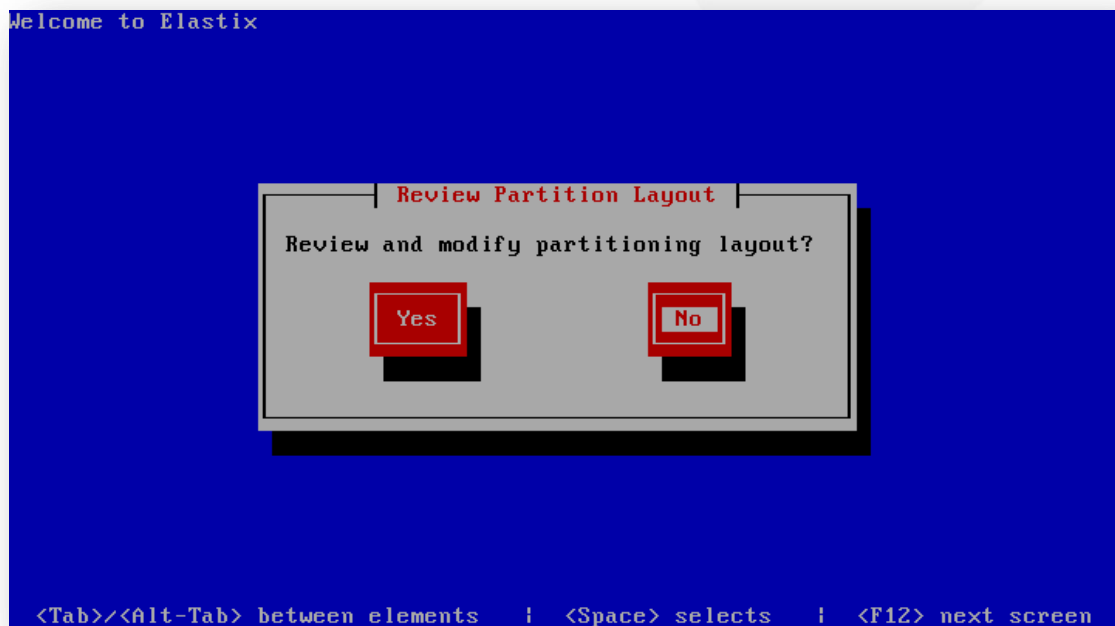 Welcome to Elastix
Review Partition Layout
Review and modify partitioning layout?
Yes No
<Tab>/<Alt-Tab> between elements | <Space> selects | <F12> next screen